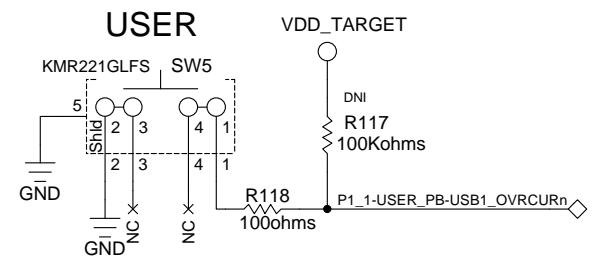 USER
VDD_TARGET
KMR221GLFS SW5
DNI
5
Shld
2 3 4 1
R117
100Kohms
2 3 4 1
GND
R118
100ohms
P1_1-USER_PB-USB1_OVRCURn
GND
NC
NC